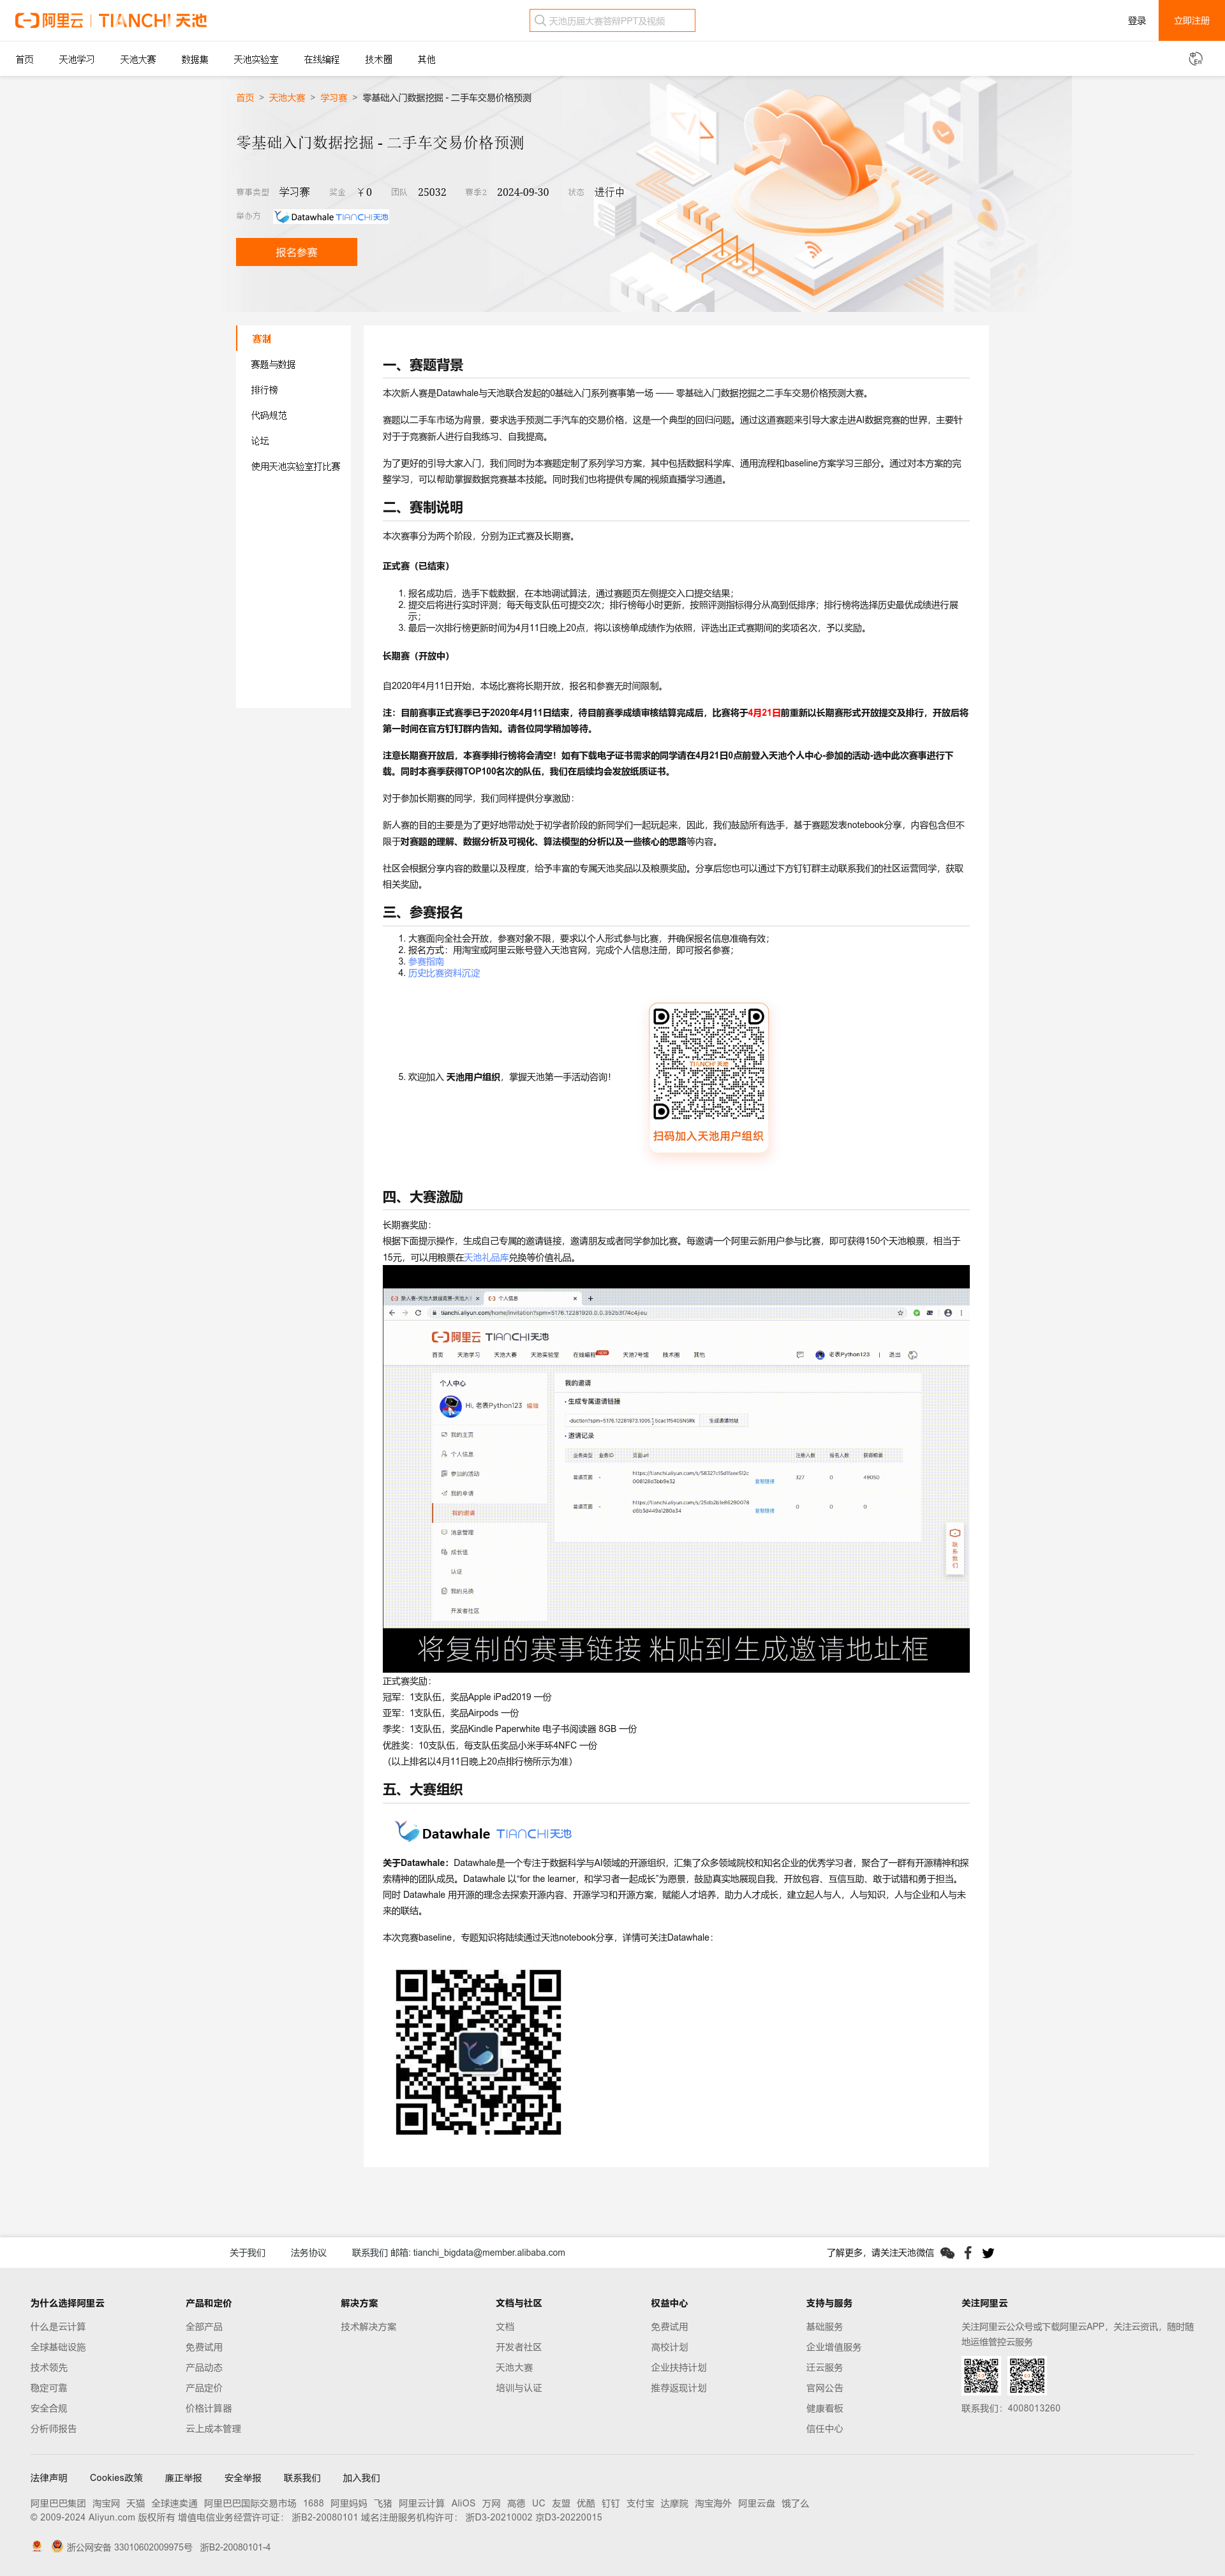 阿里云 | TIANCHI 天池
天池历届大赛答辩PPT及视频
登录
立即注册
首页 天池学习 天池大赛 数据集 天池实验室 在线编程 技术圈 其他
首页 > 天池大赛 > 学习赛 > 零基础入门数据挖掘 - 二手车交易价格预测
零基础入门数据挖掘 - 二手车交易价格预测
赛事类型 学习赛 奖金 ￥0 团队 25032 赛季2 2024-09-30 状态 进行中
举办方 Datawhale TIANCHI天池
报名参赛
赛制
赛题与数据
排行榜
代码规范
论坛
使用天池实验室打比赛
一、赛题背景
本次新人赛是Datawhale与天池联合发起的0基础入门系列赛事第一场 —— 零基础入门数据挖掘之二手车交易价格预测大赛。
赛题以二手车市场为背景，要求选手预测二手汽车的交易价格，这是一个典型的回归问题。通过这道赛题来引导大家走进AI数据竞赛的世界，主要针
对于于竞赛新人进行自我练习、自我提高。
为了更好的引导大家入门，我们同时为本赛题定制了系列学习方案，其中包括数据科学库、通用流程和baseline方案学习三部分。通过对本方案的完
整学习，可以帮助掌握数据竞赛基本技能。同时我们也将提供专属的视频直播学习通道。
二、赛制说明
本次赛事分为两个阶段，分别为正式赛及长期赛。
正式赛（已结束）
1. 报名成功后，选手下载数据，在本地调试算法，通过赛题页左侧提交入口提交结果；
2. 提交后将进行实时评测；每天每支队伍可提交2次；排行榜每小时更新，按照评测指标得分从高到低排序；排行榜将选择历史最优成绩进行展
示；
3. 最后一次排行榜更新时间为4月11日晚上20点，将以该榜单成绩作为依照，评选出正式赛期间的奖项名次，予以奖励。
长期赛（开放中）
自2020年4月11日开始，本场比赛将长期开放，报名和参赛无时间限制。
注：目前赛事正式赛季已于2020年4月11日结束，待目前赛季成绩审核结算完成后，比赛将于4月21日前重新以长期赛形式开放提交及排行，开放后将
第一时间在官方钉钉群内告知。请各位同学稍加等待。
注意长期赛开放后，本赛季排行榜将会清空！如有下载电子证书需求的同学请在4月21日0点前登入天池个人中心-参加的活动-选中此次赛事进行下
载。同时本赛季获得TOP100名次的队伍，我们在后续均会发放纸质证书。
对于参加长期赛的同学，我们同样提供分享激励：
新人赛的目的主要是为了更好地带动处于初学者阶段的新同学们一起玩起来，因此，我们鼓励所有选手，基于赛题发表notebook分享，内容包含但不
限于对赛题的理解、数据分析及可视化、算法模型的分析以及一些核心的思路等内容。
社区会根据分享内容的数量以及程度，给予丰富的专属天池奖品以及粮票奖励。分享后您也可以通过下方钉钉群主动联系我们的社区运营同学，获取
相关奖励。
三、参赛报名
1. 大赛面向全社会开放，参赛对象不限，要求以个人形式参与比赛，并确保报名信息准确有效；
2. 报名方式：用淘宝或阿里云账号登入天池官网，完成个人信息注册，即可报名参赛；
3. 参赛指南
4. 历史比赛资料沉淀
TIANCHI 天池
5. 欢迎加入 天池用户组织，掌握天池第一手活动咨询！
扫码加入天池用户组织
四、大赛激励
长期赛奖励：
根据下面提示操作，生成自己专属的邀请链接，邀请朋友或者同学参加比赛。每邀请一个阿里云新用户参与比赛，即可获得150个天池粮票，相当于
15元，可以用粮票在天池礼品库兑换等价值礼品。
个人信息
阿里云 TIANCHI天池
首页 天池学习 天池大赛 天池实验室 在线编程 天池7号馆 技术圈 其他 老表Python123 | 退出
个人中心
Hi, 老表Python123 编辑
我的主页
个人信息
参加的活动
我的申请
我的邀请
消息管理
成长值
认证
我的兑换
开发者社区
我的邀请
生成专属邀请链接
生成邀请地址
邀请记录
业务类型 业务ID 页面url 注册人数 报名人数 获得粮票
普通页面 - 复制链接 327 0 49050
普通页面 - 复制链接 0 0 0
联系我们
将复制的赛事链接 粘贴到生成邀请地址框
正式赛奖励：
冠军：1支队伍，奖品Apple iPad2019 一份
亚军：1支队伍，奖品Airpods 一份
季奖：1支队伍，奖品Kindle Paperwhite 电子书阅读器 8GB 一份
优胜奖：10支队伍，每支队伍奖品小米手环4NFC 一份
（以上排名以4月11日晚上20点排行榜所示为准）
五、大赛组织
Datawhale TIANCHI天池
关于Datawhale：Datawhale是一个专注于数据科学与AI领域的开源组织，汇集了众多领域院校和知名企业的优秀学习者，聚合了一群有开源精神和探
索精神的团队成员。Datawhale 以“for the learner，和学习者一起成长”为愿景，鼓励真实地展现自我、开放包容、互信互助、敢于试错和勇于担当。
同时 Datawhale 用开源的理念去探索开源内容、开源学习和开源方案，赋能人才培养，助力人才成长，建立起人与人，人与知识，人与企业和人与未
来的联结。
本次竞赛baseline，专题知识将陆续通过天池notebook分享，详情可关注Datawhale：
关于我们 法务协议 联系我们 邮箱: tianchi_bigdata@member.alibaba.com 了解更多，请关注天池微信
为什么选择阿里云
什么是云计算
全球基础设施
技术领先
稳定可靠
安全合规
分析师报告
产品和定价
全部产品
免费试用
产品动态
产品定价
价格计算器
云上成本管理
解决方案
技术解决方案
文档与社区
文档
开发者社区
天池大赛
培训与认证
权益中心
免费试用
高校计划
企业扶持计划
推荐返现计划
支持与服务
基础服务
企业增值服务
迁云服务
官网公告
健康看板
信任中心
关注阿里云
关注阿里云公众号或下载阿里云APP，关注云资讯，随时随
地运维管控云服务
联系我们：4008013260
法律声明 Cookies政策 廉正举报 安全举报 联系我们 加入我们
阿里巴巴集团 淘宝网 天猫 全球速卖通 阿里巴巴国际交易市场 1688 阿里妈妈 飞猪 阿里云计算 AliOS 万网 高德 UC 友盟 优酷 钉钉 支付宝 达摩院 淘宝海外 阿里云盘 饿了么
© 2009-2024 Aliyun.com 版权所有 增值电信业务经营许可证： 浙B2-20080101 域名注册服务机构许可： 浙D3-20210002 京D3-20220015
浙公网安备 33010602009975号 浙B2-20080101-4